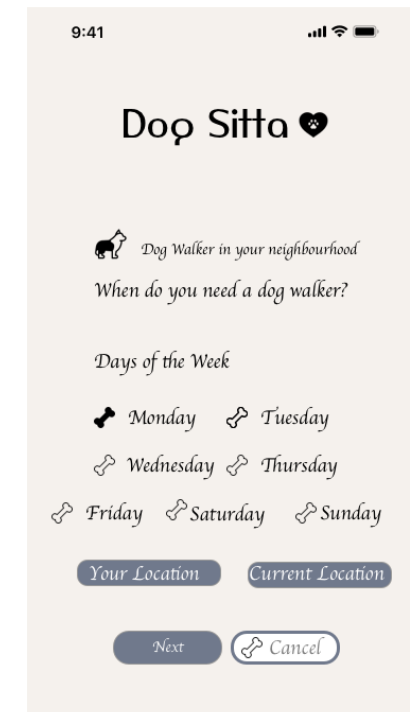 9:41
Dog Sitta
Dog Walker in your neighbourhood
When do you need a dog walker?
Days of the Week
Monday Tuesday
Wednesday Thursday
Friday Saturday Sunday
Your Location Current Location
Next Cancel